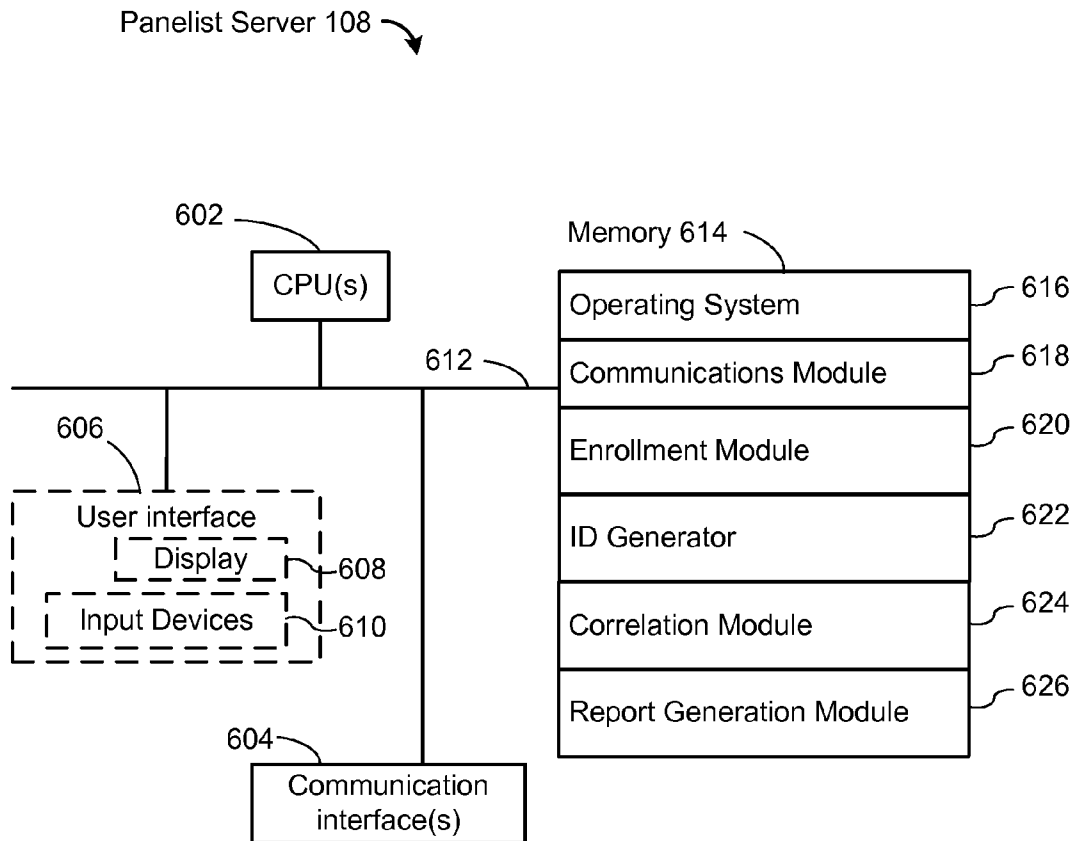 Panelist Server 108
602
CPU(s)
Memory 614
Operating System
616
Communications Module
618
612
Enrollment Module
620
ID Generator
622
Correlation Module
624
Report Generation Module
626
606
User interface
Display
608
Input Devices
610
604
Communication
interface(s)